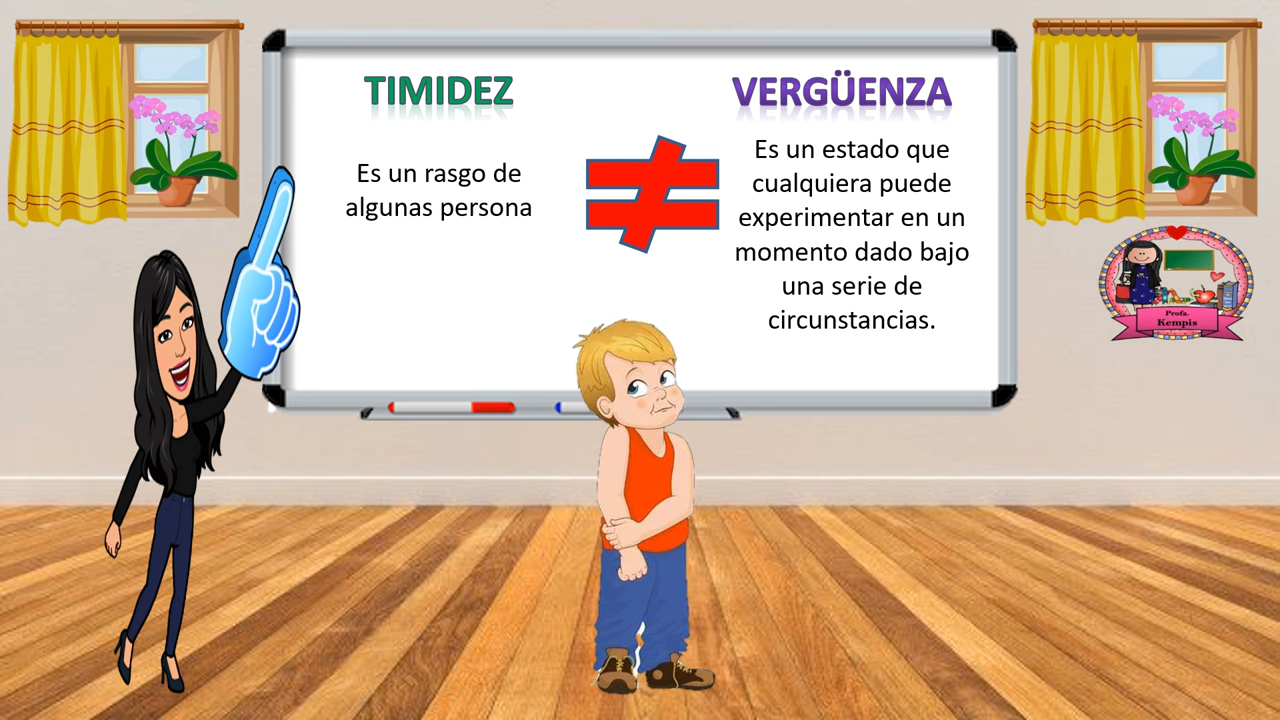 TIMIDEZ
Es un rasgo de
algunas persona
VERGÜENZA
Es un estado que
cualquiera puede
experimentar en un
momento dado bajo
una serie de
circunstancias.
Profa.
Kempis